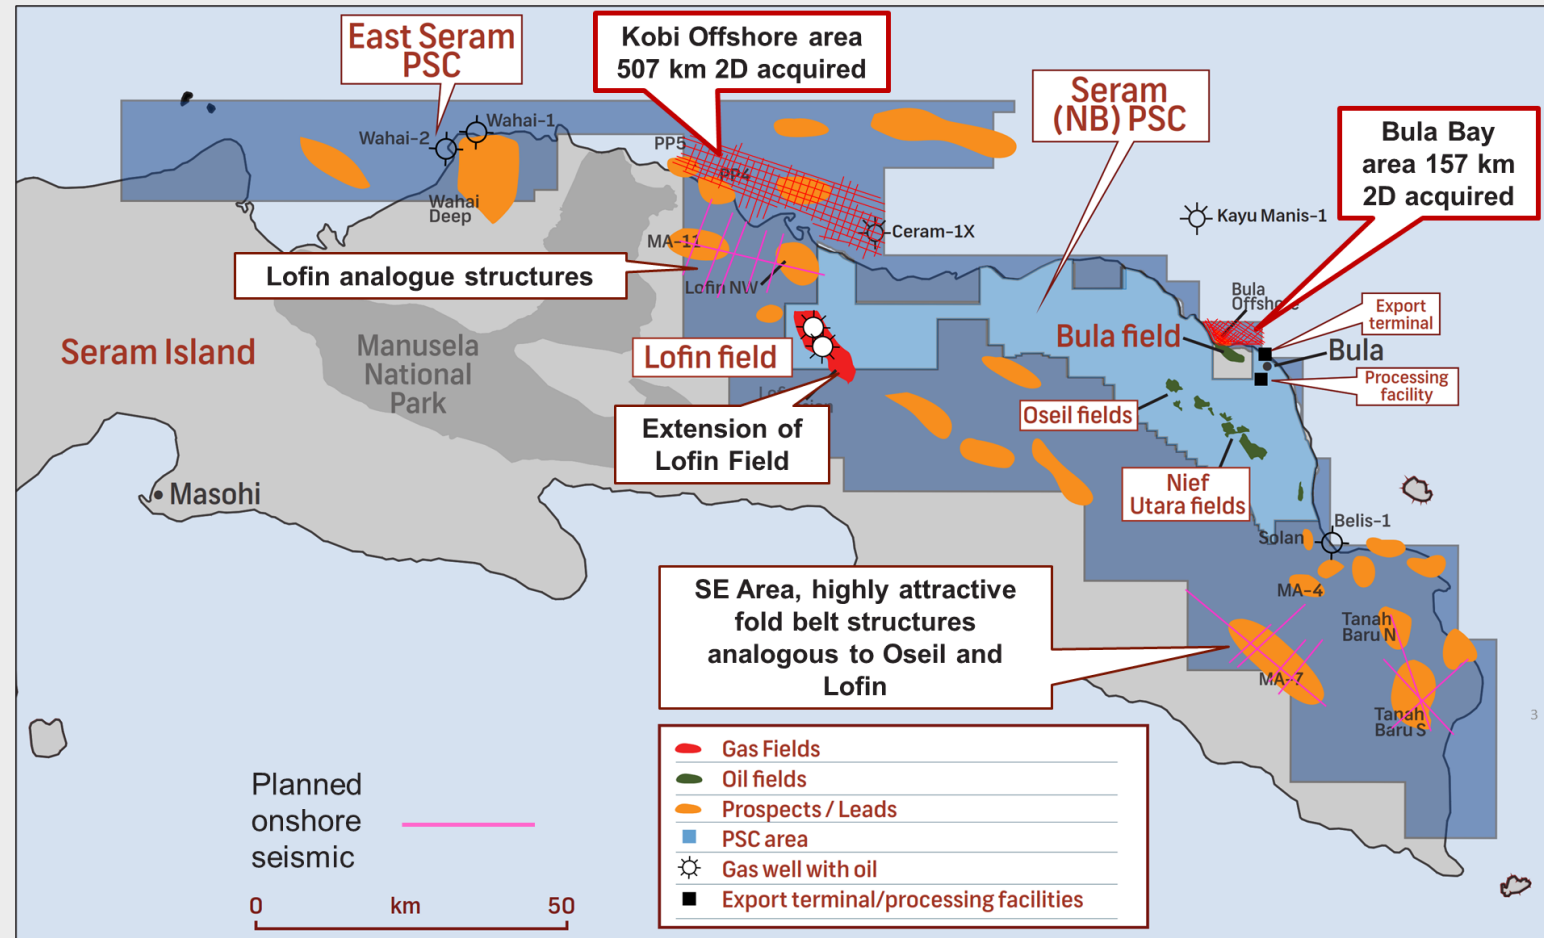 East Seram
PSC
Kobi Offshore area
507 km 2D acquired
Seram
(NB) PSC
Bula Bay
area 157 km
2D acquired
Wahai-2
Wahai-1
Wahai
Deep
PP5
PP4
Ceram-1X
Kayu Manis-1
MA-11
Lofin NW
Lofin analogue structures
Bula
Offshore
Export
terminal
Bula field
Bula
Processing
facility
Seram Island
Manusela
National
Park
Lofin field
Extension of
Lofin Field
Oseil fields
Nief
Utara fields
Masohi
Belis-1
Solan
MA-4
Tanah
Baru N
MA-7
Tanah
Baru S
SE Area, highly attractive
fold belt structures
analogous to Oseil and
Lofin
3
Gas Fields
Oil fields
Prospects / Leads
PSC area
Gas well with oil
Export terminal/processing facilities
Planned
onshore
seismic
0 km 50